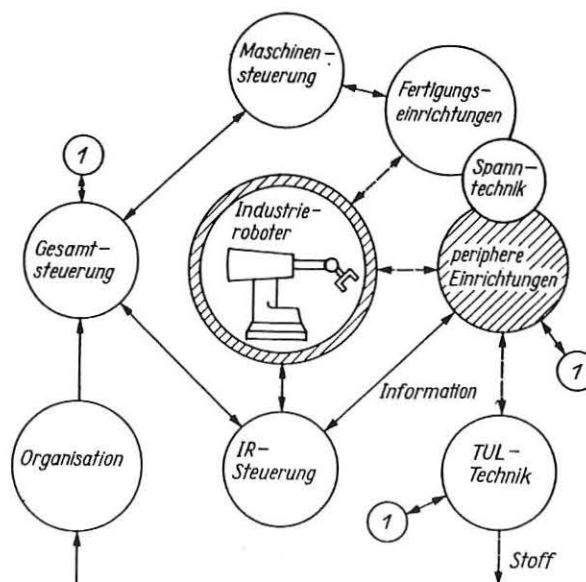 Maschinen-
steuerung
Fertigungs-
einrichtungen
1
Spann-
technik
Industrie-
roboter
Gesamt-
steuerung
periphere
Einrichtungen
1
Information
Organisation
IR-
Steuerung
TUL-
Technik
1
Stoff